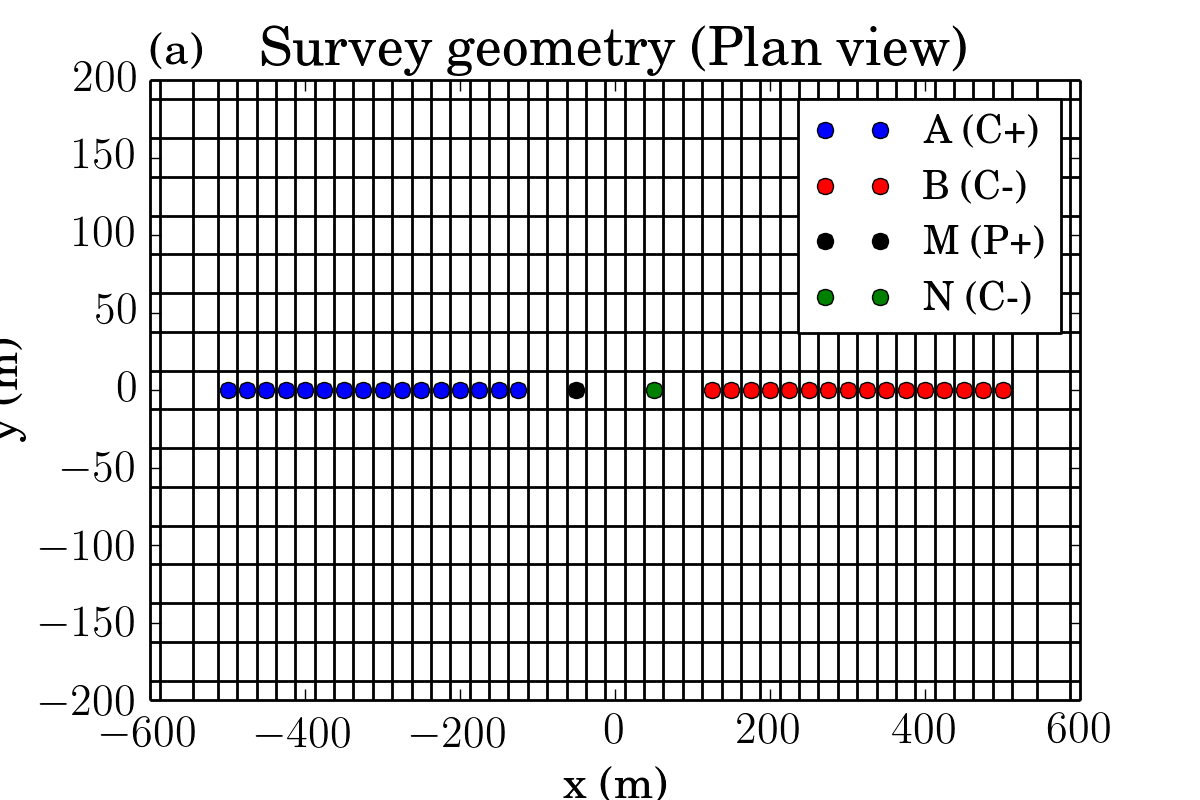 (a) Survey geometry (Plan view)
200
150
100
50
0
−50
−100
−150
−200
y (m)
A (C+)
B (C-)
M (P+)
N (C-)
−600 −400 −200 0 200 400 600
x (m)